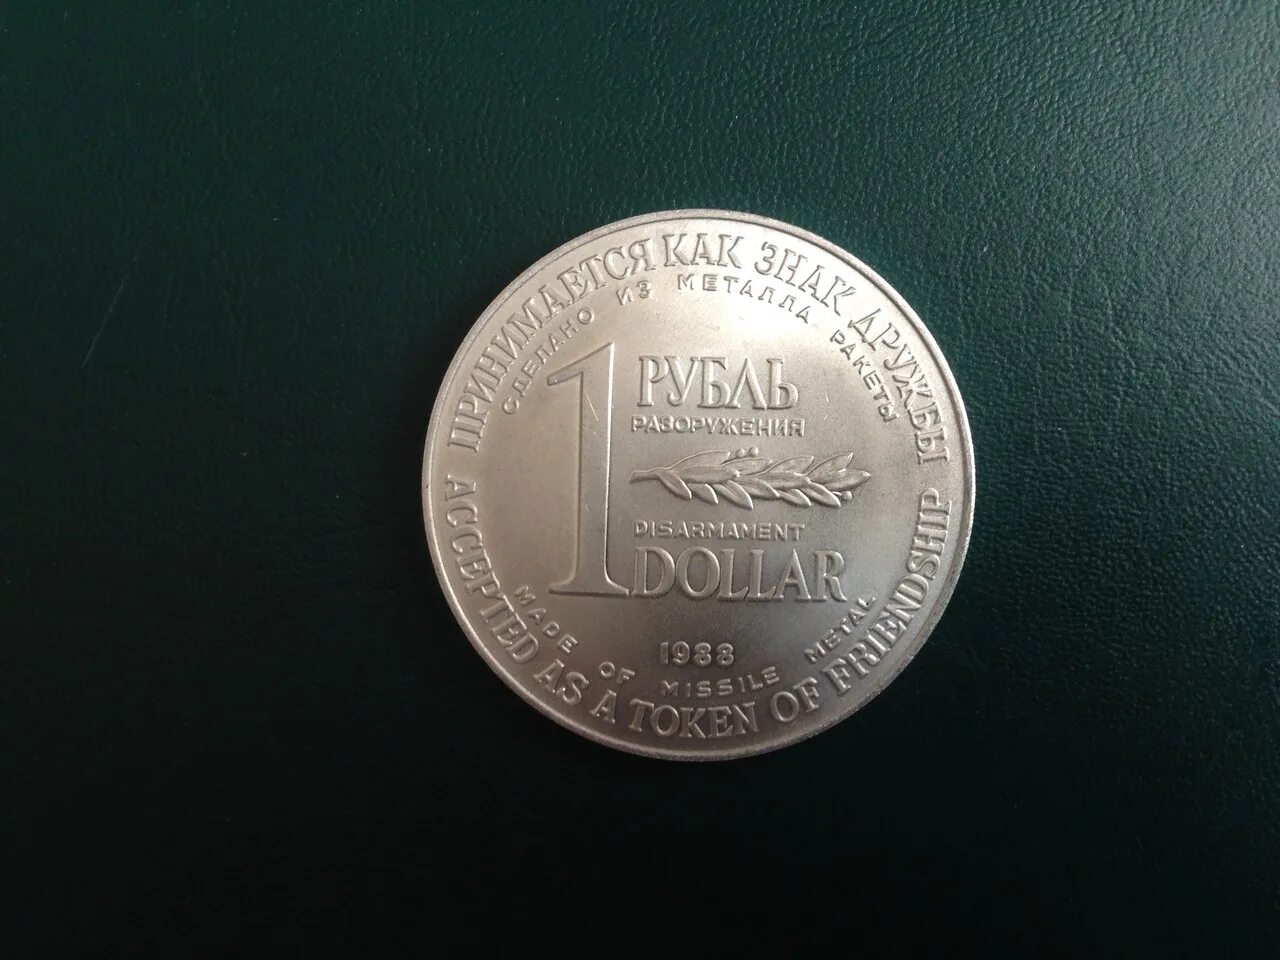 ПРИНИМАЕТСЯ КАК ЗНАК ДРУЖБЫ
СДЕЛАНО ИЗ МЕТАЛЛА РАКЕТЫ
1 РУБЛЬ
РАЗОРУЖЕНИЯ
DISARMAMENT
DOLLAR
1988
MADE OF MISSILE METAL
ACCEPTED AS A TOKEN OF FRIENDSHIP